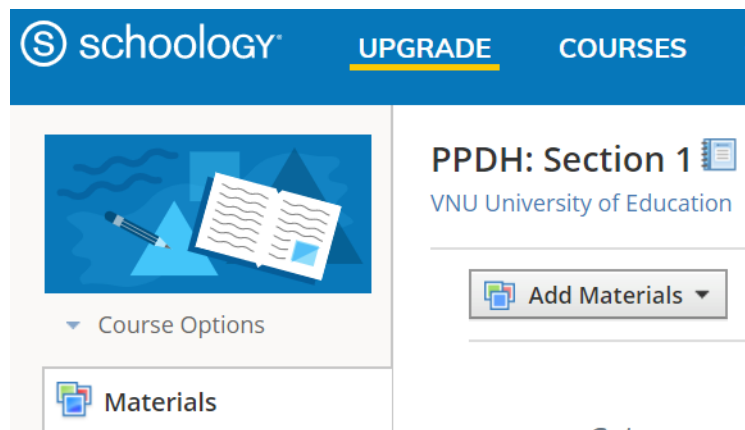 schoology UPGRADE COURSES
PPDH: Section 1
VNU University of Education
Add Materials
Course Options
Materials